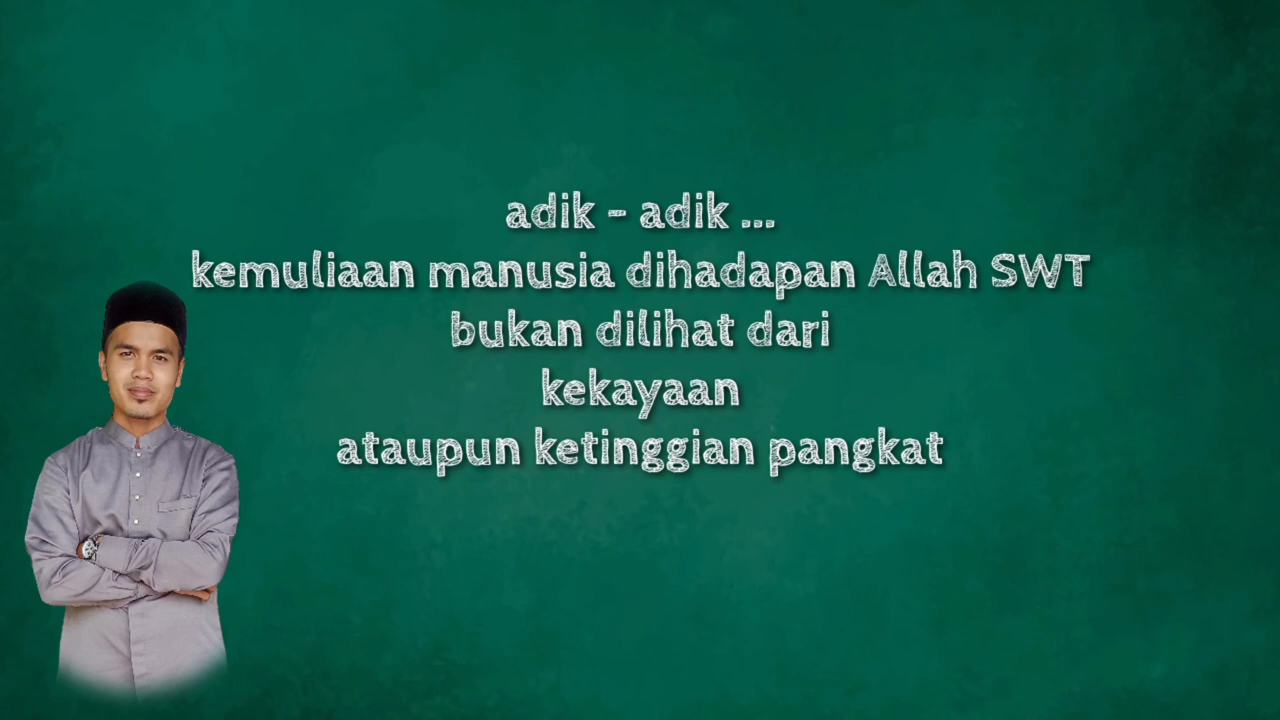 adik - adik ...
kemuliaan manusia dihadapan Allah SWT
bukan dilihat dari
kekayaan
ataupun ketinggian pangkat